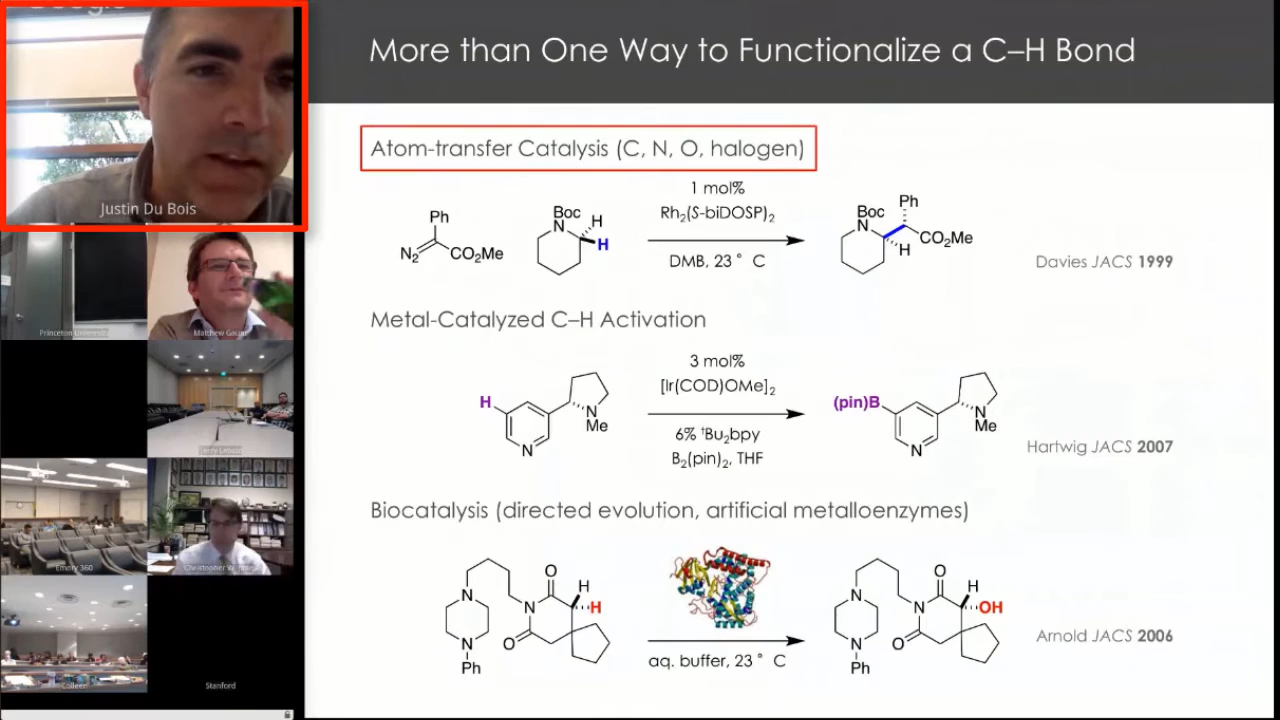 Google
Justin Du Bois
Princeton University
Emory 360
Colleen
Stanford
More than One Way to Functionalize a C–H Bond
Atom-transfer Catalysis (C, N, O, halogen)
Ph
N₂
CO₂Me
Boc
N
H
H
1 mol%
Rh₂(S-biDOSP)₂
DMB, 23 ° C
Boc
N
Ph
H
CO₂Me
Davies JACS 1999
Metal-Catalyzed C–H Activation
H
N
N
Me
3 mol%
[Ir(COD)OMe]₂
6% ᵗBu₂bpy
B₂(pin)₂, THF
(pin)B
N
N
Me
Hartwig JACS 2007
Biocatalysis (directed evolution, artificial metalloenzymes)
N
N
Ph
O
N
O
H
H
aq. buffer, 23 ° C
N
N
Ph
O
N
O
H
OH
Arnold JACS 2006